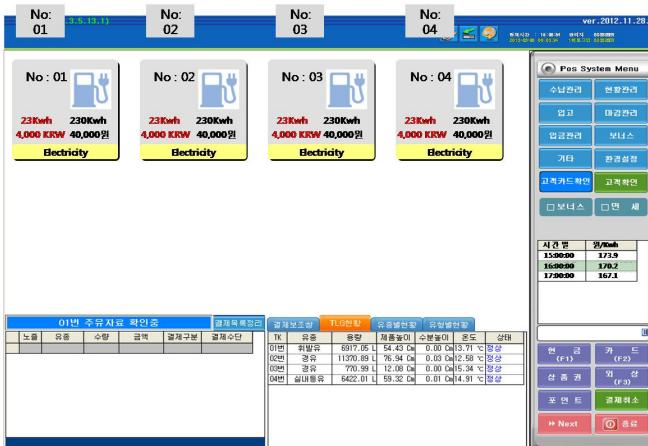 No: 01
No: 02
No: 03
No: 04
3.5.13.1)
ver.2012.11.28.
No : 01
23Kwh 230Kwh
4,000 KRW 40,000원
Electricity
No : 02
23Kwh 230Kwh
4,000 KRW 40,000원
Electricity
No : 03
23Kwh 230Kwh
4,000 KRW 40,000원
Electricity
No : 04
23Kwh 230Kwh
4,000 KRW 40,000원
Electricity
Pos System Menu
수납관리 현황관리
입고 마감관리
입금관리 보너스
기타 환경설정
고객카드확인 고객확인
보너스 면 세
시간별 원/Kwh
15:00:00 173.9
16:00:00 170.2
17:00:00 167.1
01번 주유자료 확인중 결제목록정리
노즐 유종 수량 금액 결제구분 결제수단
결제보조창 TLG현황 유종별현황 유형별현황
TK 유종 용량 제품높이 수분높이 온도 상태
01번 휘발유 6917.05 L 54.43 Cm 0.00 Cm 13.71 ℃ 정상
02번 경유 11370.89 L 76.94 Cm 0.03 Cm 12.58 ℃ 정상
03번 경유 770.99 L 12.08 Cm 0.00 Cm 15.34 ℃ 정상
04번 실내등유 6422.01 L 59.32 Cm 0.01 Cm 14.91 ℃ 정상
현 금 (F1) 카 드 (F2)
상 품 권 외 상 (F3)
포 인 트 결제취소
Next 종료